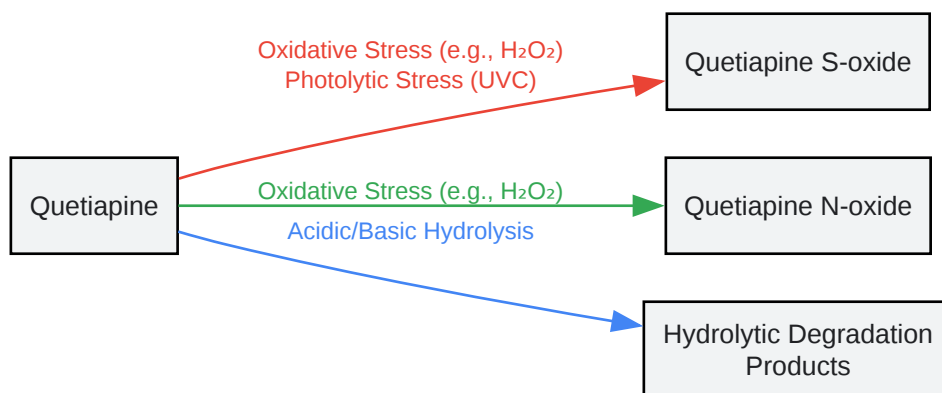 Oxidative Stress (e.g., H₂O₂)
Photolytic Stress (UVC)
Quetiapine S-oxide
Quetiapine
Oxidative Stress (e.g., H₂O₂)
Quetiapine N-oxide
Acidic/Basic Hydrolysis
Hydrolytic Degradation
Products